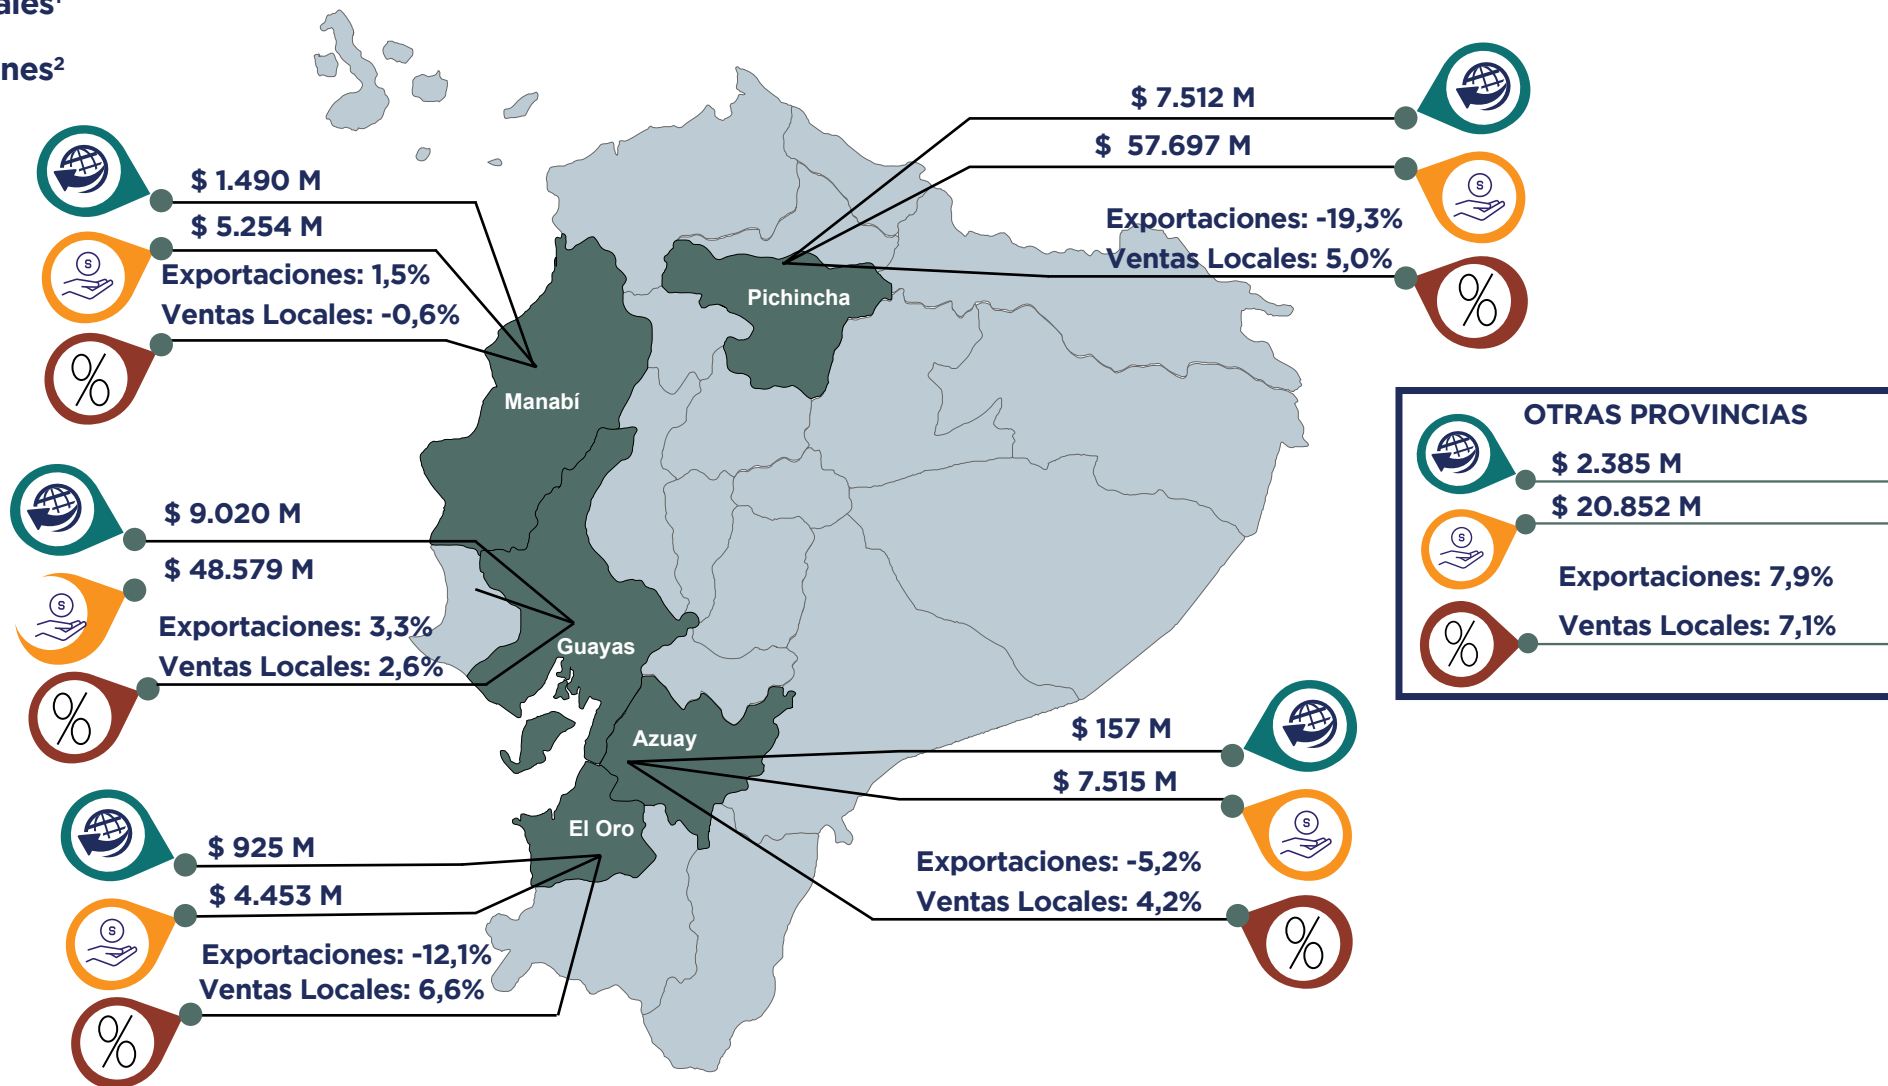 $ 1.490 M
$ 5.254 M
Exportaciones: 1,5%
Ventas Locales: -0,6%
%
Manabí
$ 7.512 M
$ 57.697 M
Exportaciones: -19,3%
Ventas Locales: 5,0%
%
Pichincha
$ 9.020 M
$ 48.579 M
Exportaciones: 3,3%
Ventas Locales: 2,6%
%
Guayas
OTRAS PROVINCIAS
$ 2.385 M
$ 20.852 M
Exportaciones: 7,9%
Ventas Locales: 7,1%
%
Azuay
$ 157 M
$ 7.515 M
Exportaciones: -5,2%
Ventas Locales: 4,2%
%
El Oro
$ 925 M
$ 4.453 M
Exportaciones: -12,1%
Ventas Locales: 6,6%
%